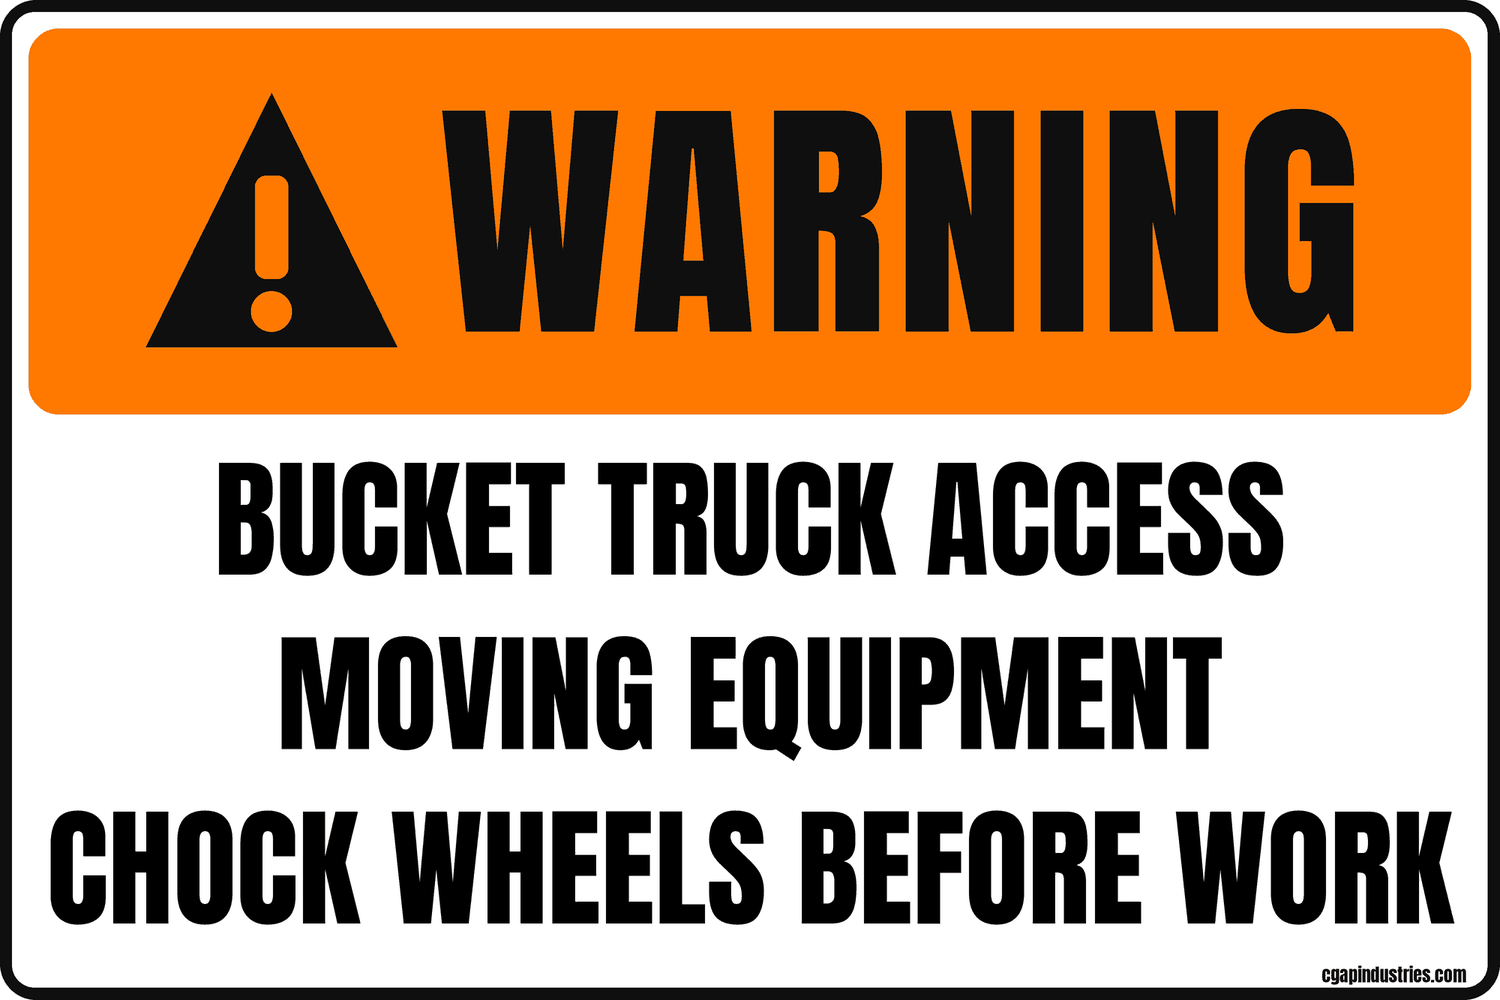 WARNING
BUCKET TRUCK ACCESS
MOVING EQUIPMENT
CHOCK WHEELS BEFORE WORK
cgapindustries.com